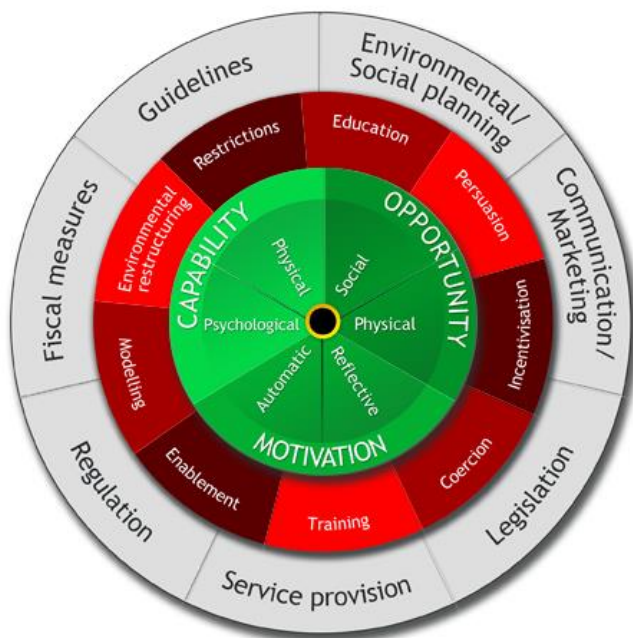 Environmental/
Social planning
Communication/
Marketing
Legislation
Service provision
Regulation
Fiscal measures
Guidelines
Education
Persuasion
Incentivisation
Coercion
Training
Enablement
Modelling
Environmental
restructuring
Restrictions
CAPABILITY
Physical
Psychological
OPPORTUNITY
Social
Physical
MOTIVATION
Automatic
Reflective